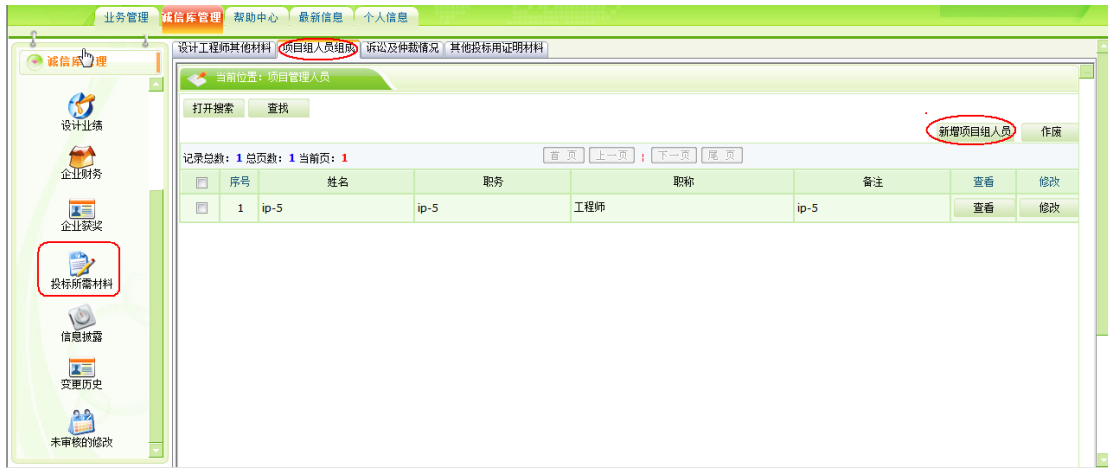 业务管理 诚信库管理 帮助中心 最新信息 个人信息
诚信库管理
设计业绩
企业财务
企业获奖
投标所需材料
信息披露
变更历史
未审核的修改
设计工程师其他材料 项目组人员组成 诉讼及仲裁情况 其他投标用证明材料
当前位置：项目管理人员
打开搜索 查找
新增项目组人员 作废
记录总数：1 总页数：1 当前页：1 首 页 上一页 下一页 尾 页
序号 姓名 职务 职称 备注 查看 修改
1 ip-5 ip-5 工程师 ip-5 查看 修改